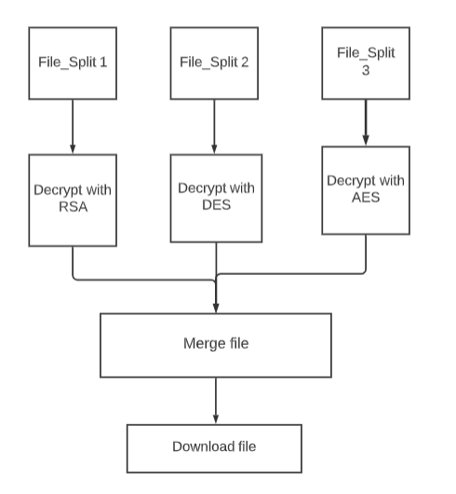 File_Split 1
File_Split 2
File_Split
3
Decrypt with
RSA
Decrypt with
DES
Decrypt with
AES
Merge file
Download file